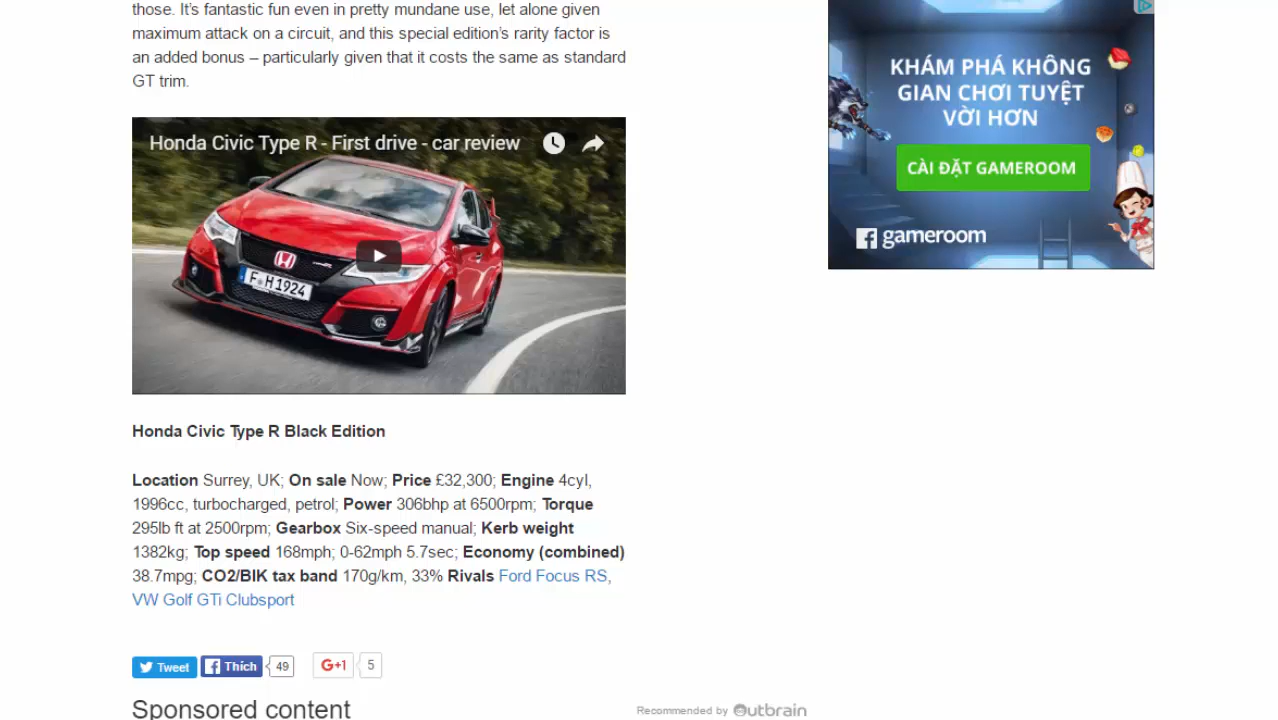 those. It's fantastic fun even in pretty mundane use, let alone given
maximum attack on a circuit, and this special edition's rarity factor is
an added bonus – particularly given that it costs the same as standard
GT trim.
Honda Civic Type R - First drive - car review
F H 1924
Honda Civic Type R Black Edition
Location Surrey, UK; On sale Now; Price £32,300; Engine 4cyl,
1996cc, turbocharged, petrol; Power 306bhp at 6500rpm; Torque
295lb ft at 2500rpm; Gearbox Six-speed manual; Kerb weight
1382kg; Top speed 168mph; 0-62mph 5.7sec; Economy (combined)
38.7mpg; CO2/BIK tax band 170g/km, 33% Rivals Ford Focus RS,
VW Golf GTi Clubsport
Tweet Thích 49 G+1 5
Sponsored content
Recommended by Outbrain
KHÁM PHÁ KHÔNG
GIAN CHƠI TUYỆT
VỜI HƠN
CÀI ĐẶT GAMEROOM
gameroom